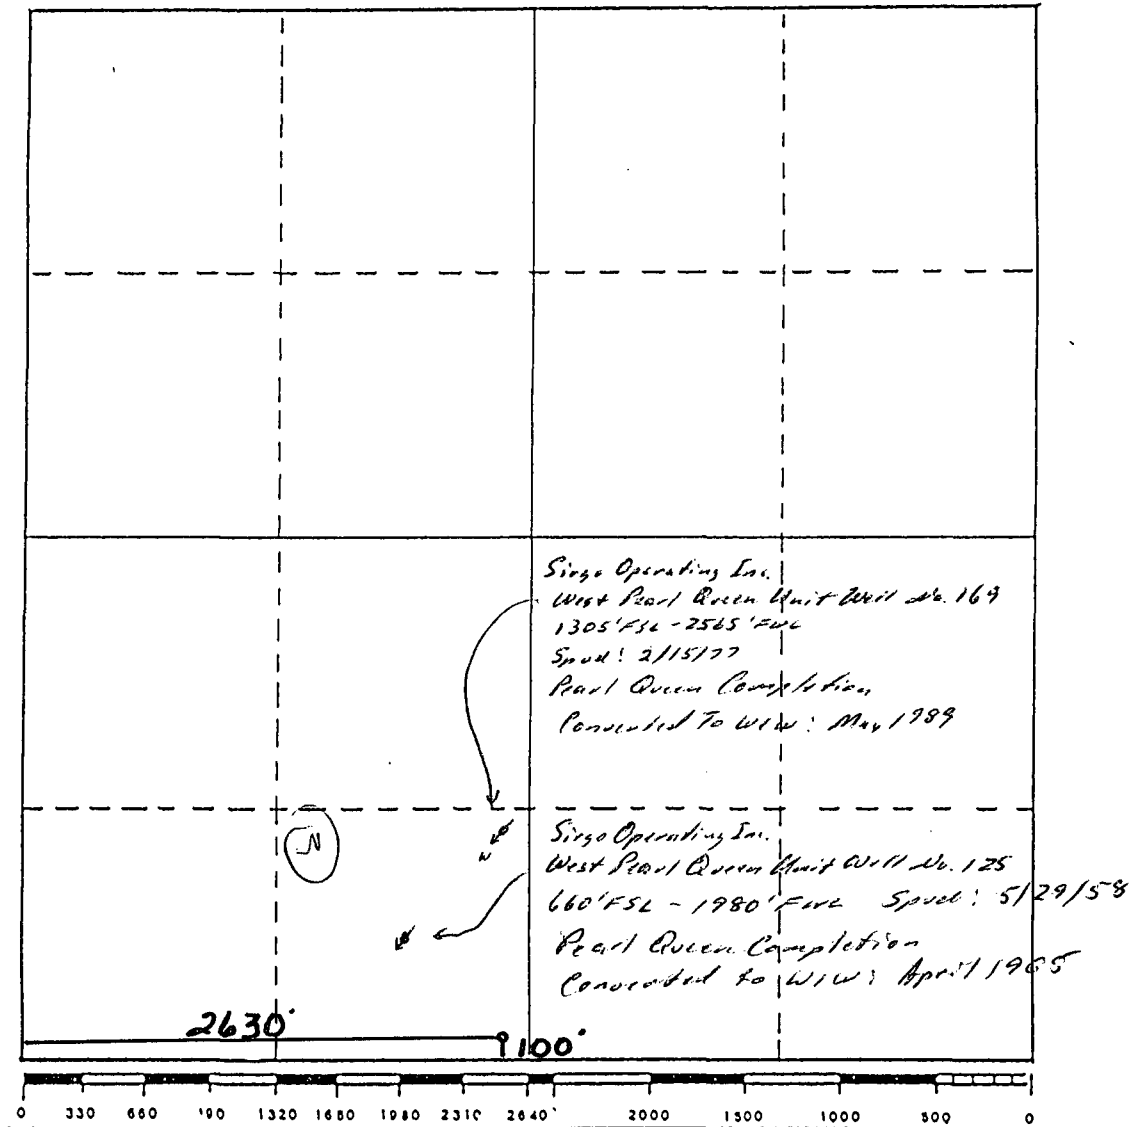 Sirgo Operating Inc.
West Pearl Queen Unit Well No. 169
1305' FSL - 2565' FWL
Spud: 2/15/77
Pearl Queen Completion
Converted To WIW: May 1989
N
Sirgo Operating Inc.
West Pearl Queen Unit Well No. 125
660' FSL - 1980' FWL Spud: 5/29/58
Pearl Queen Completion
Converted to WIW: April 1965
2630'
100'
0 330 660 '90 1320 1650 1980 2310 2640 2000 1500 1000 500 0